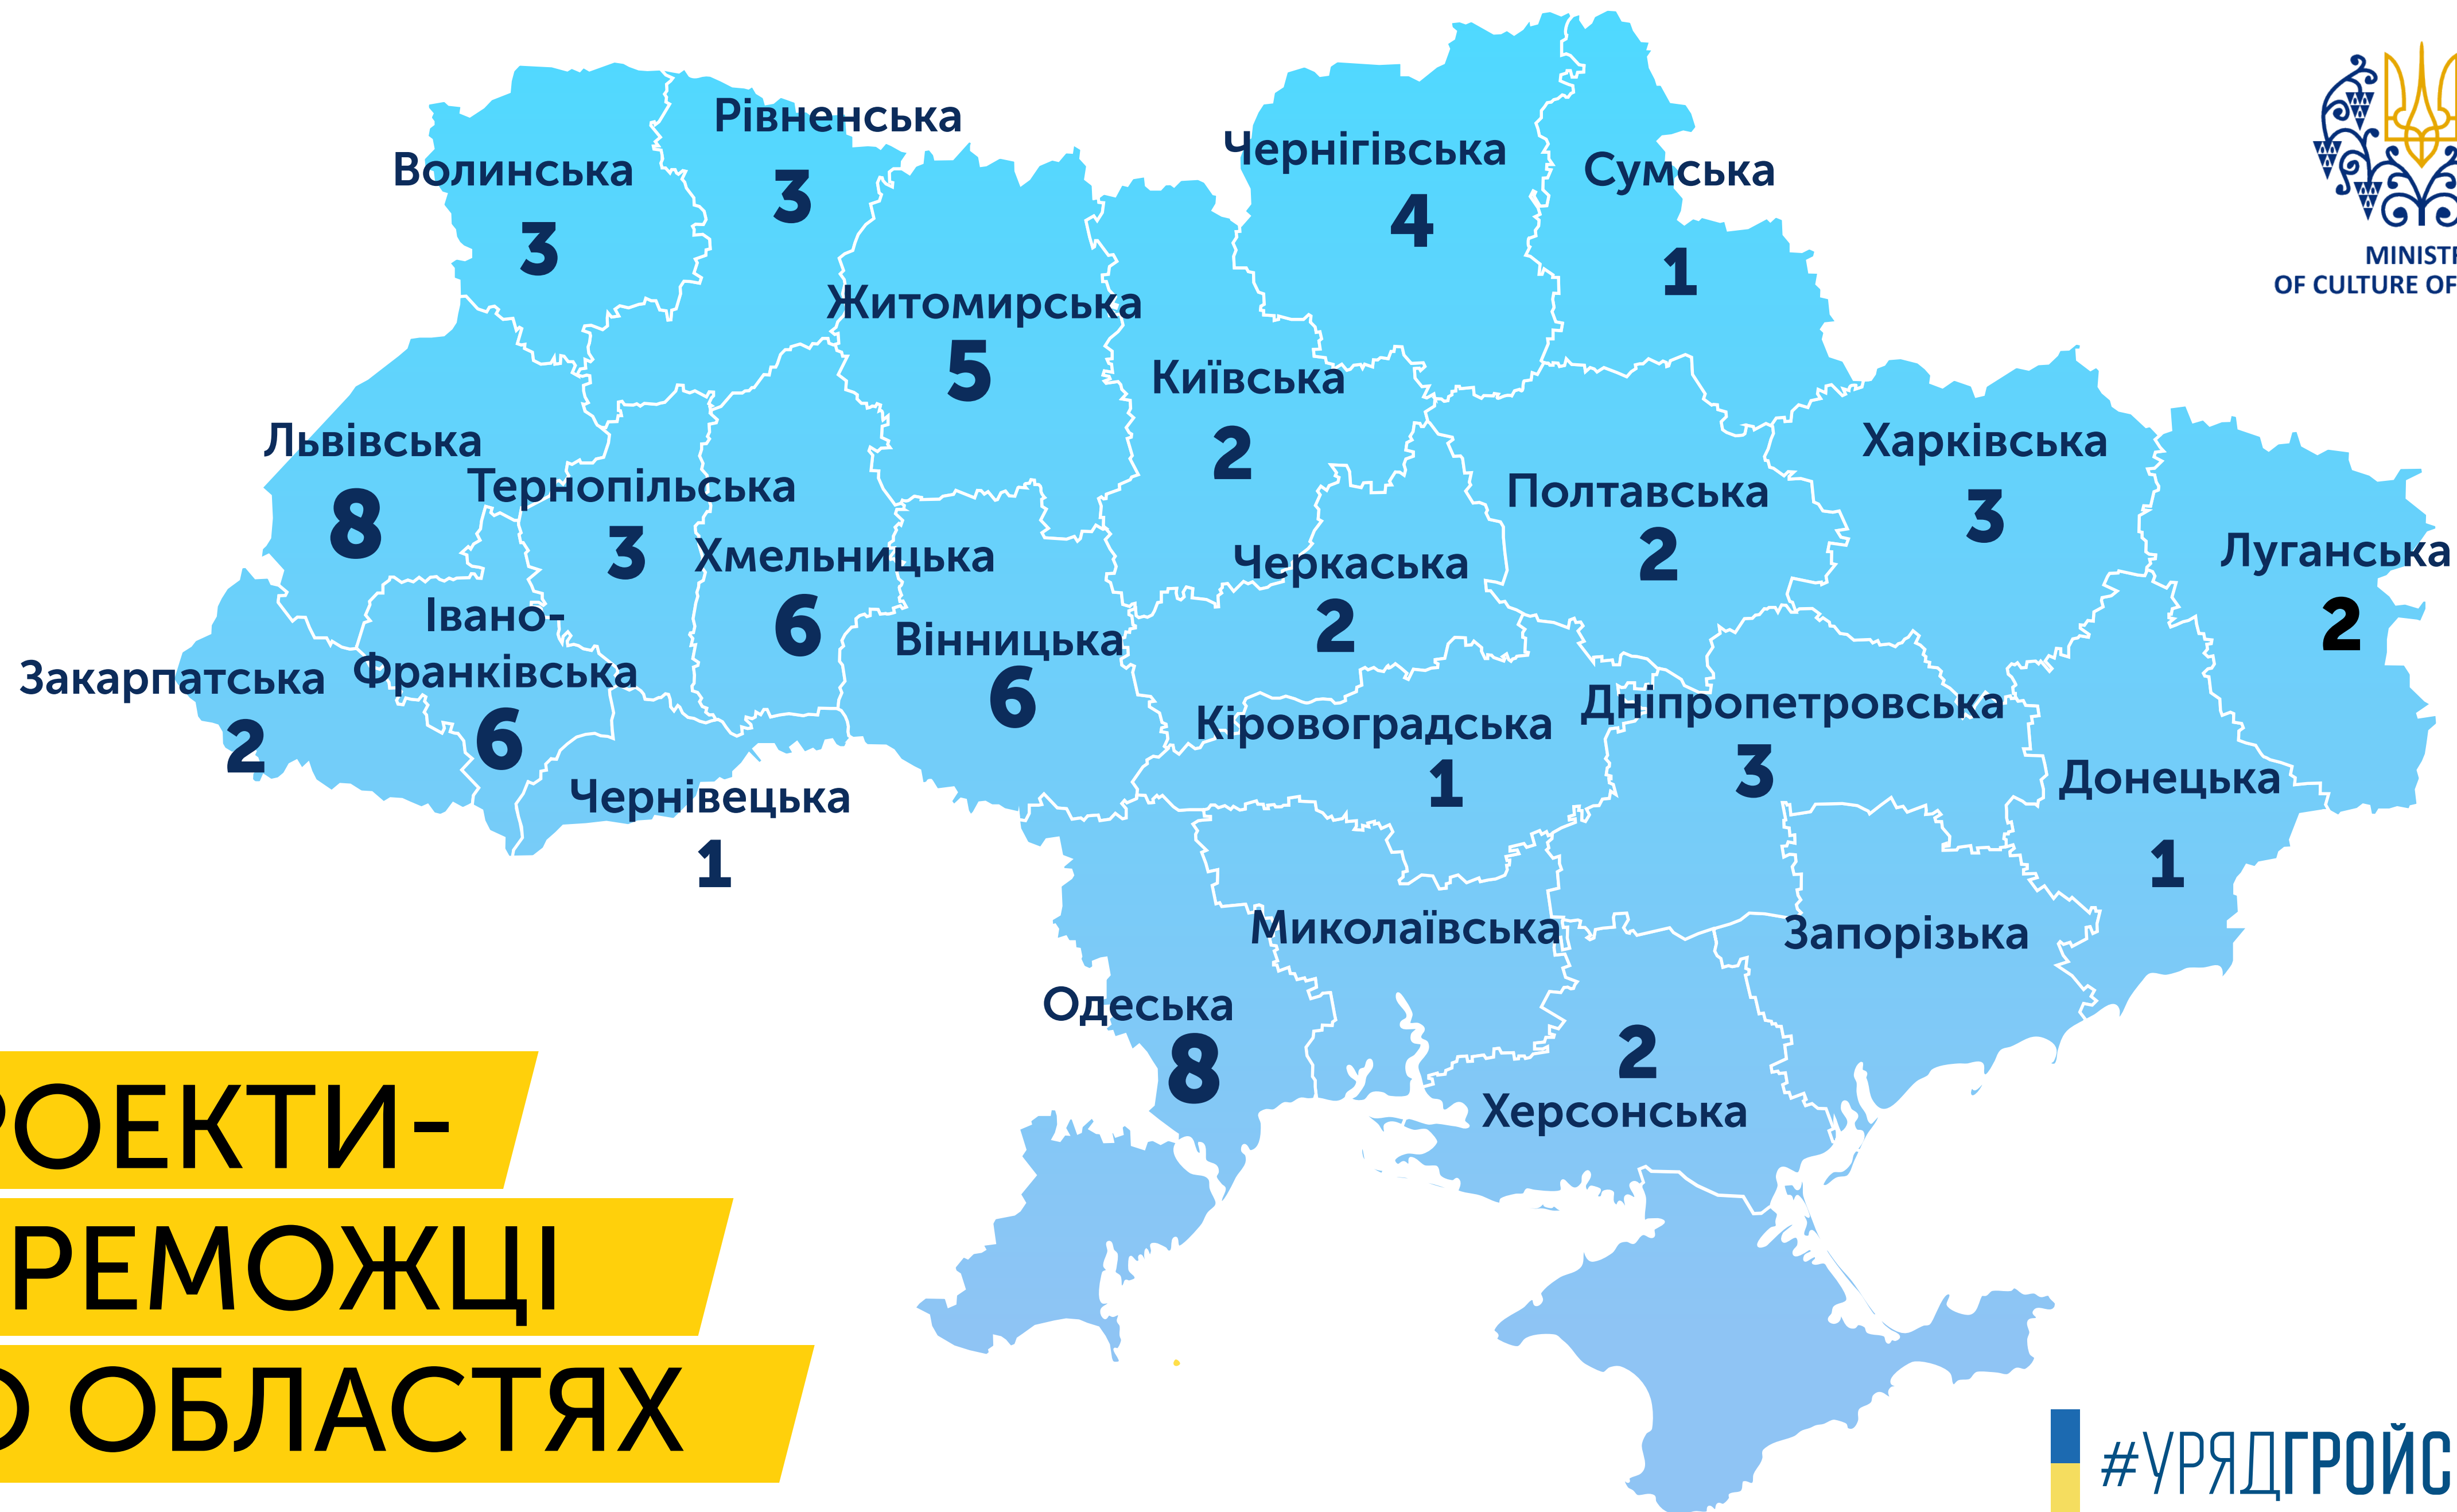 Рівненська
3
Волинська
3
Чернігівська
4
Сумська
1
MINISTR
OF CULTURE OF
Житомирська
5
Київська
2
Львівська
8
Тернопільська
3
Хмельницька
6
Полтавська
2
Харківська
3
Луганська
2
Черкаська
2
Вінницька
6
Івано-
Франківська
6
Закарпатська
2
Чернівецька
1
Кіровоградська
1
Дніпропетровська
3
Донецька
1
Миколаївська
Запорізька
Одеська
8
2
Херсонська
РОЕКТИ-
РЕМОЖЦІ
О ОБЛАСТЯХ
#УРЯДГРОЙС